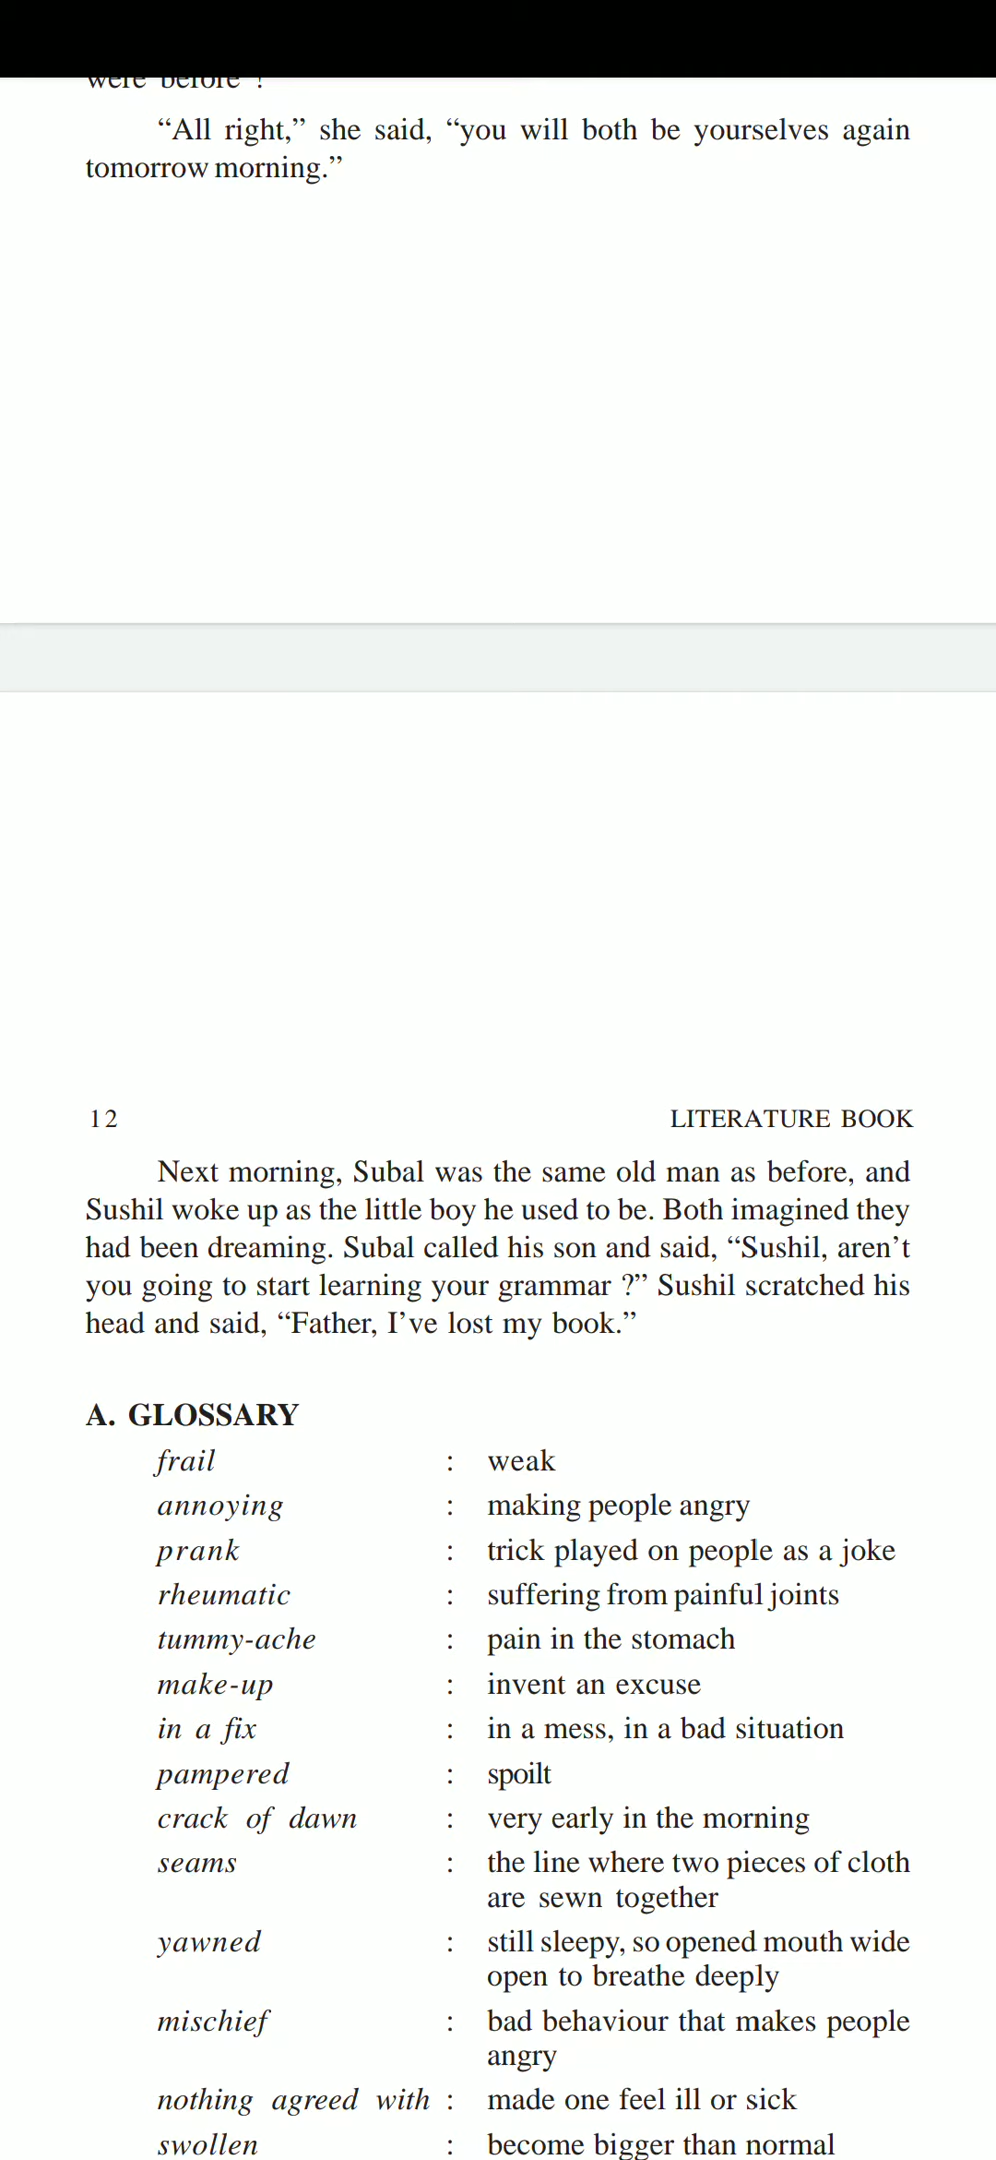 were before !
“All right,” she said, “you will both be yourselves again
tomorrow morning.”
12 LITERATURE BOOK
Next morning, Subal was the same old man as before, and
Sushil woke up as the little boy he used to be. Both imagined they
had been dreaming. Subal called his son and said, “Sushil, aren’t
you going to start learning your grammar ?” Sushil scratched his
head and said, “Father, I’ve lost my book.”
A. GLOSSARY
frail : weak
annoying : making people angry
prank : trick played on people as a joke
rheumatic : suffering from painful joints
tummy-ache : pain in the stomach
make-up : invent an excuse
in a fix : in a mess, in a bad situation
pampered : spoilt
crack of dawn : very early in the morning
seams : the line where two pieces of cloth
are sewn together
yawned : still sleepy, so opened mouth wide
open to breathe deeply
mischief : bad behaviour that makes people
angry
nothing agreed with : made one feel ill or sick
swollen : become bigger than normal